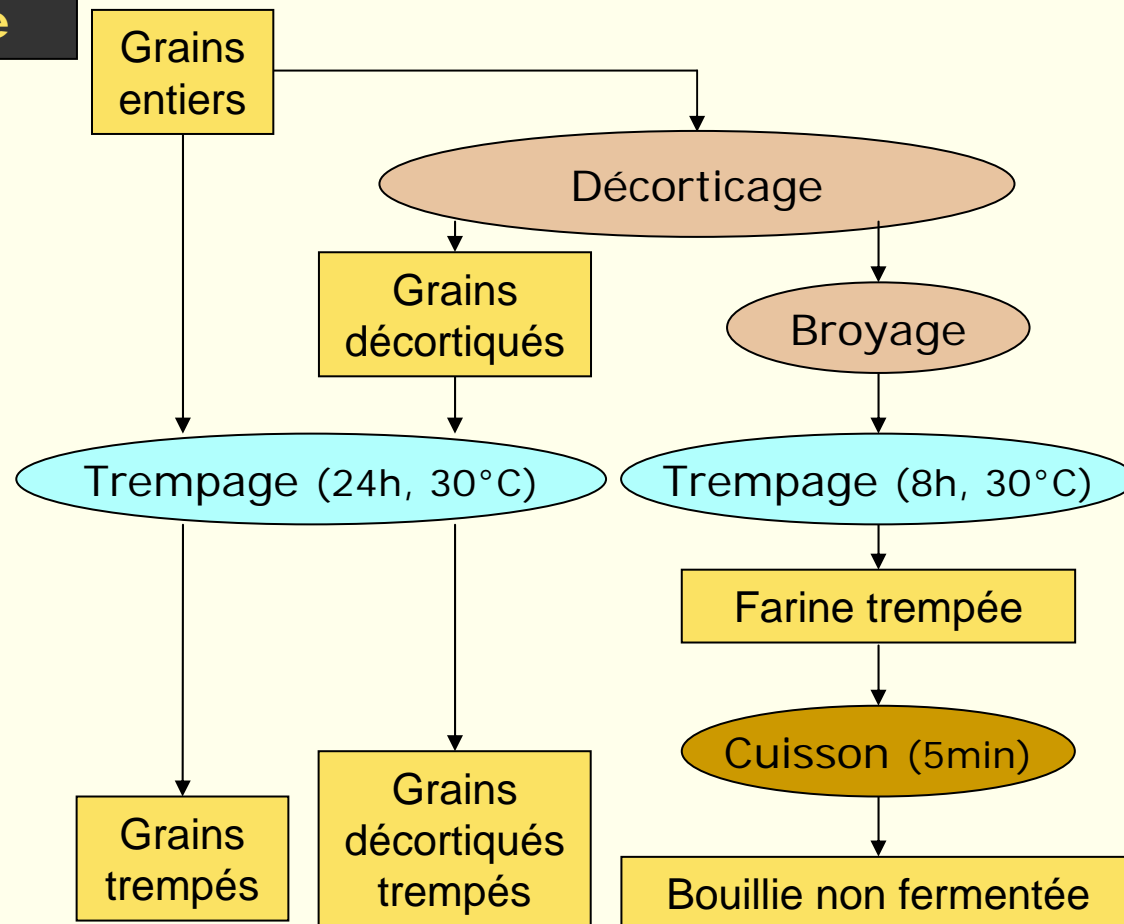 e
Grains
entiers
Décorticage
Grains
décortiqués
Broyage
Trempage (24h, 30°C)
Trempage (8h, 30°C)
Farine trempée
Cuisson (5min)
Grains
trempés
Grains
décortiqués
trempés
Bouillie non fermentée